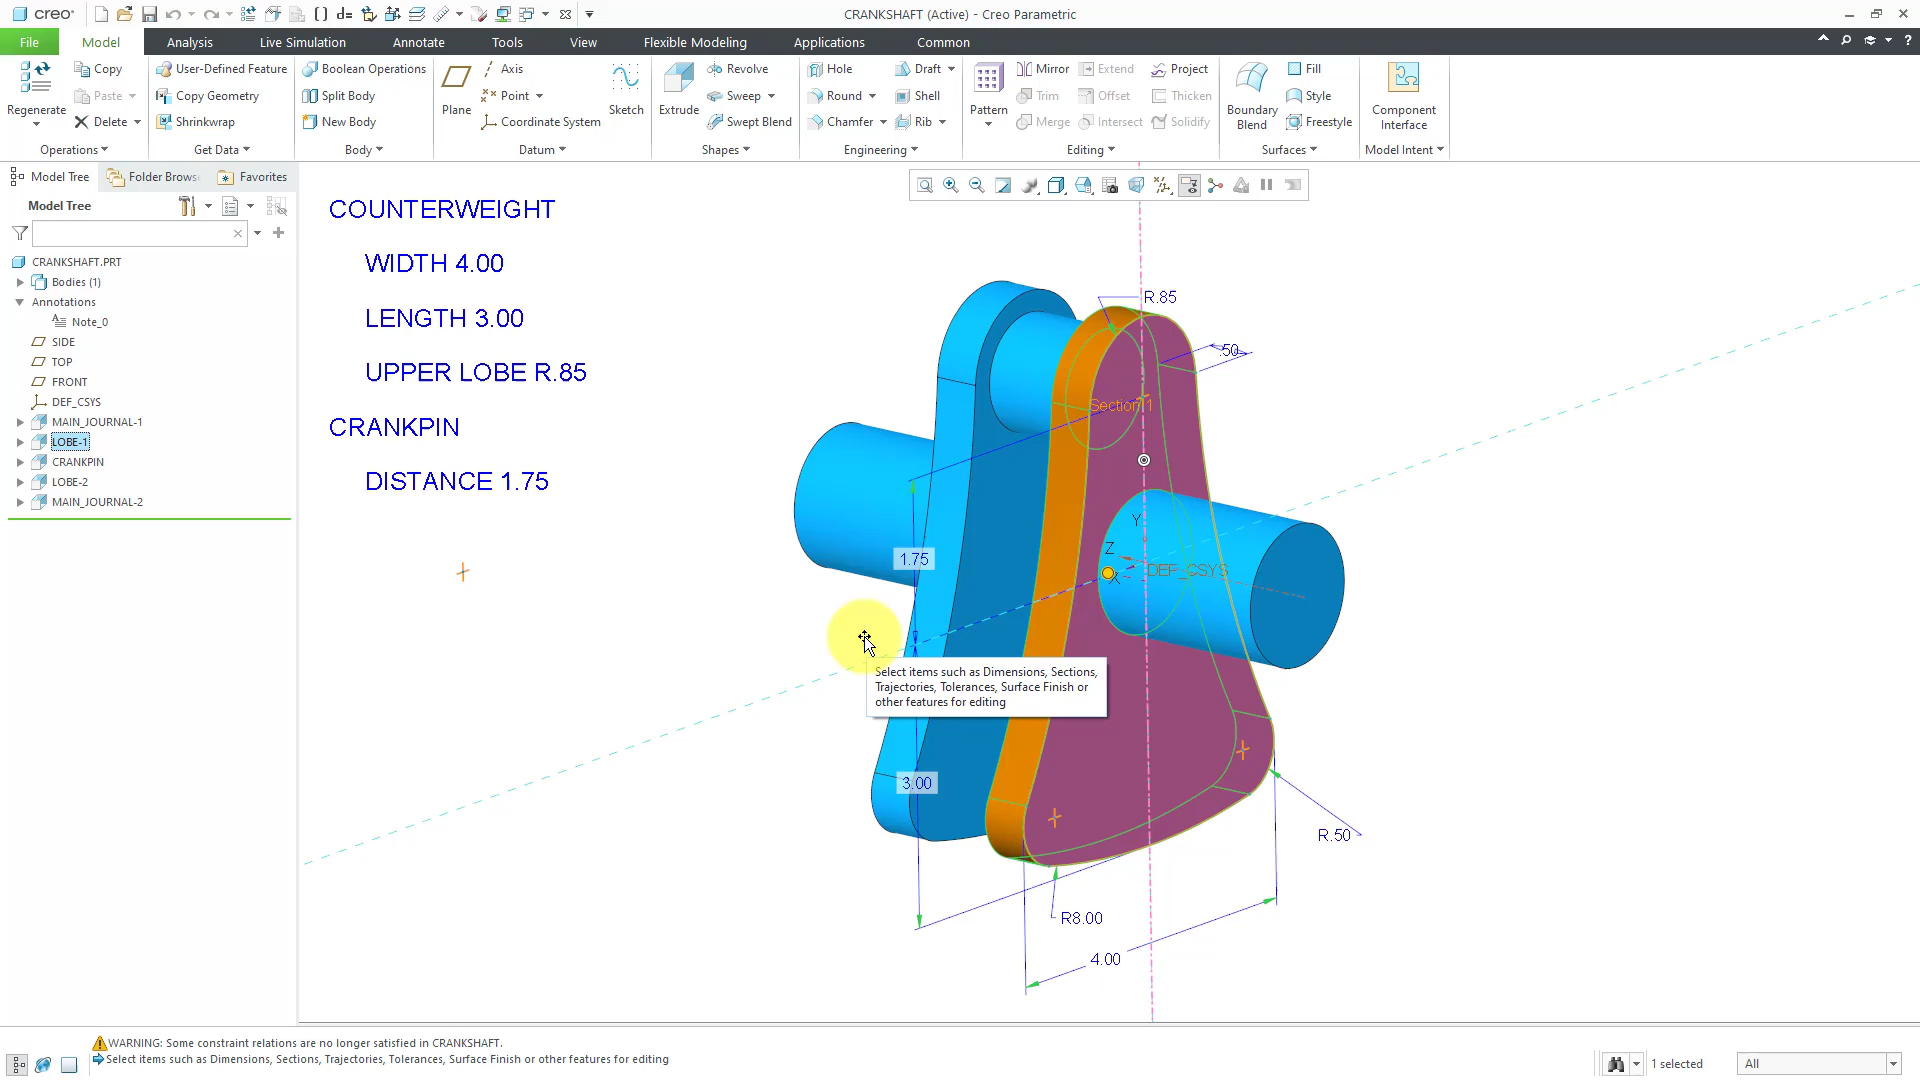 creo
d=
CRANKSHAFT (Active) - Creo Parametric
File
Model
Analysis
Live Simulation
Annotate
Tools
View
Flexible Modeling
Applications
Common
Regenerate
Copy
Paste
Delete
Operations
User-Defined Feature
Copy Geometry
Shrinkwrap
Get Data
Boolean Operations
Split Body
New Body
Body
Plane
Axis
Point
Coordinate System
Sketch
Datum
Extrude
Revolve
Sweep
Swept Blend
Shapes
Hole
Round
Chamfer
Draft
Shell
Rib
Engineering
Pattern
Mirror
Trim
Merge
Extend
Offset
Intersect
Project
Thicken
Solidify
Editing
Boundary Blend
Fill
Style
Freestyle
Surfaces
Component Interface
Model Intent
Model Tree
Folder Brows
Favorites
Model Tree
CRANKSHAFT.PRT
Bodies (1)
Annotations
Note_0
SIDE
TOP
FRONT
DEF_CSYS
MAIN_JOURNAL-1
LOBE-1
CRANKPIN
LOBE-2
MAIN_JOURNAL-2
COUNTERWEIGHT
WIDTH 4.00
LENGTH 3.00
UPPER LOBE R.85
CRANKPIN
DISTANCE 1.75
R.85
.50
Section 1
1.75
Y
Z
X
DEF_CSYS
3.00
R.50
R8.00
4.00
Select items such as Dimensions, Sections,
Trajectories, Tolerances, Surface Finish or
other features for editing
WARNING: Some constraint relations are no longer satisfied in CRANKSHAFT.
Select items such as Dimensions, Sections, Trajectories, Tolerances, Surface Finish or other features for editing
1 selected
All